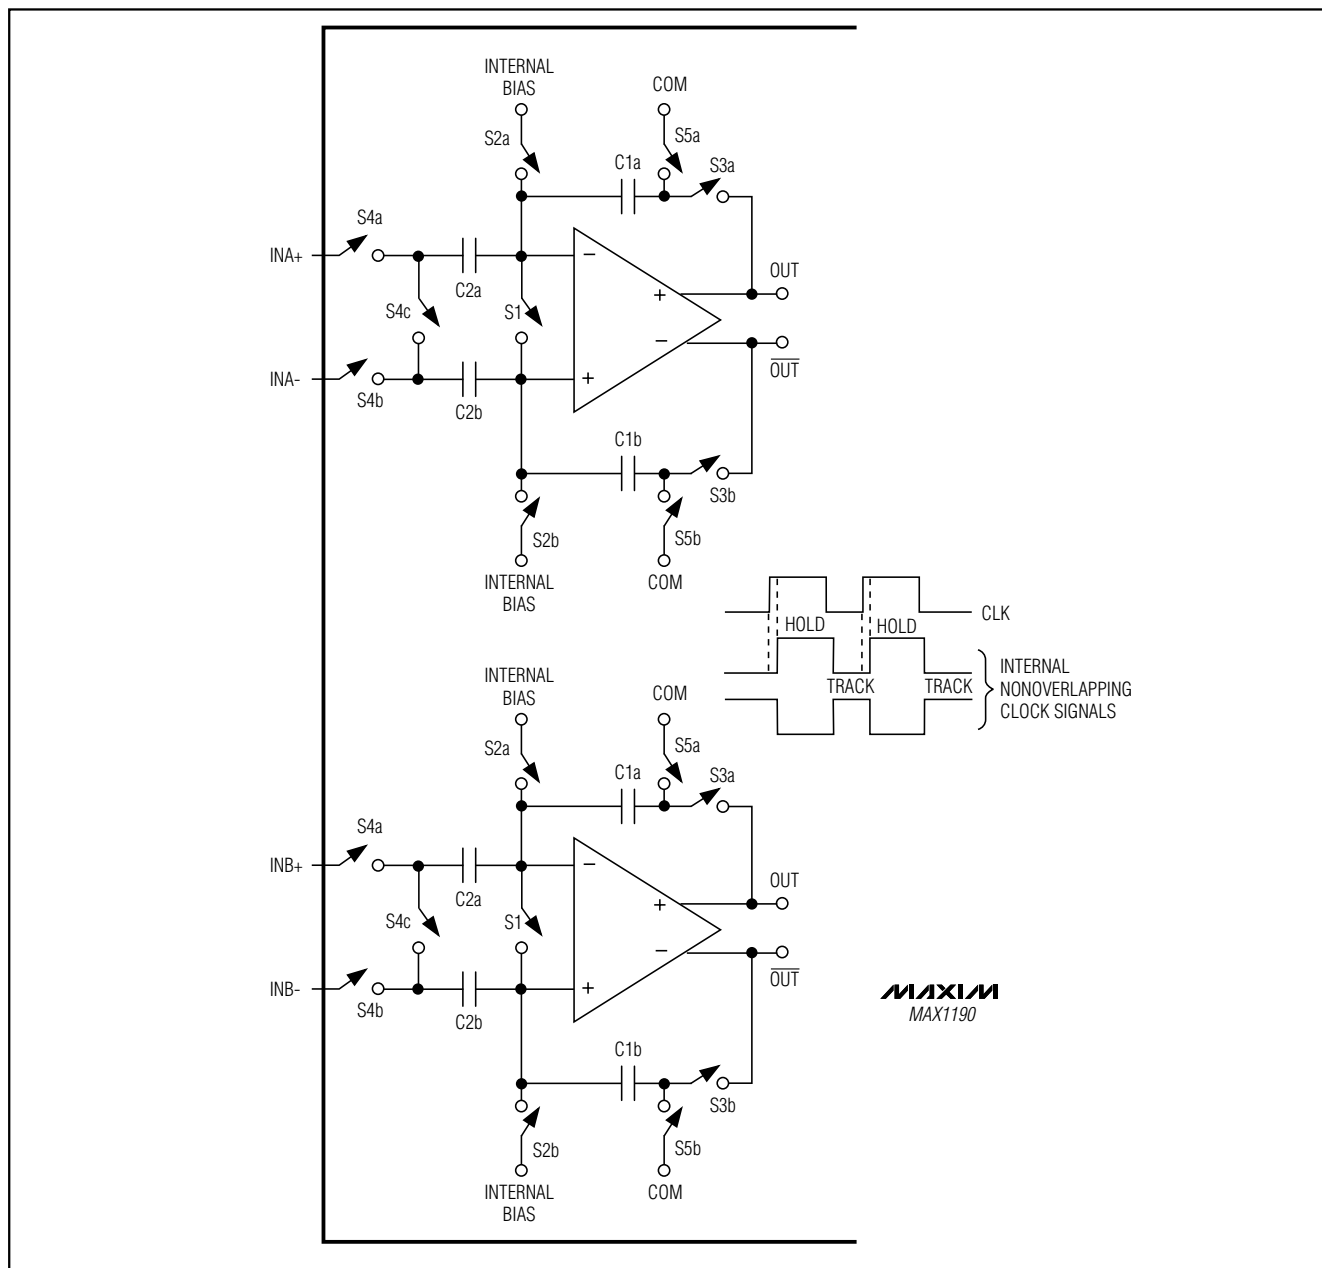 INTERNAL
BIAS
COM
S2a
S5a
C1a
S3a
S4a
INA+
−
C2a
OUT
+
S4c
S1
−
OUT
INA-
+
S4b
C2b
C1b
S3b
S2b
S5b
INTERNAL
BIAS
COM
CLK
HOLD
HOLD
TRACK
TRACK
INTERNAL
NONOVERLAPPING
CLOCK SIGNALS
INTERNAL
BIAS
COM
S2a
S5a
C1a
S3a
S4a
INB+
−
C2a
OUT
+
S4c
S1
−
OUT
INB-
+
S4b
C2b
MAXIM
MAX1190
C1b
S3b
S2b
S5b
INTERNAL
BIAS
COM